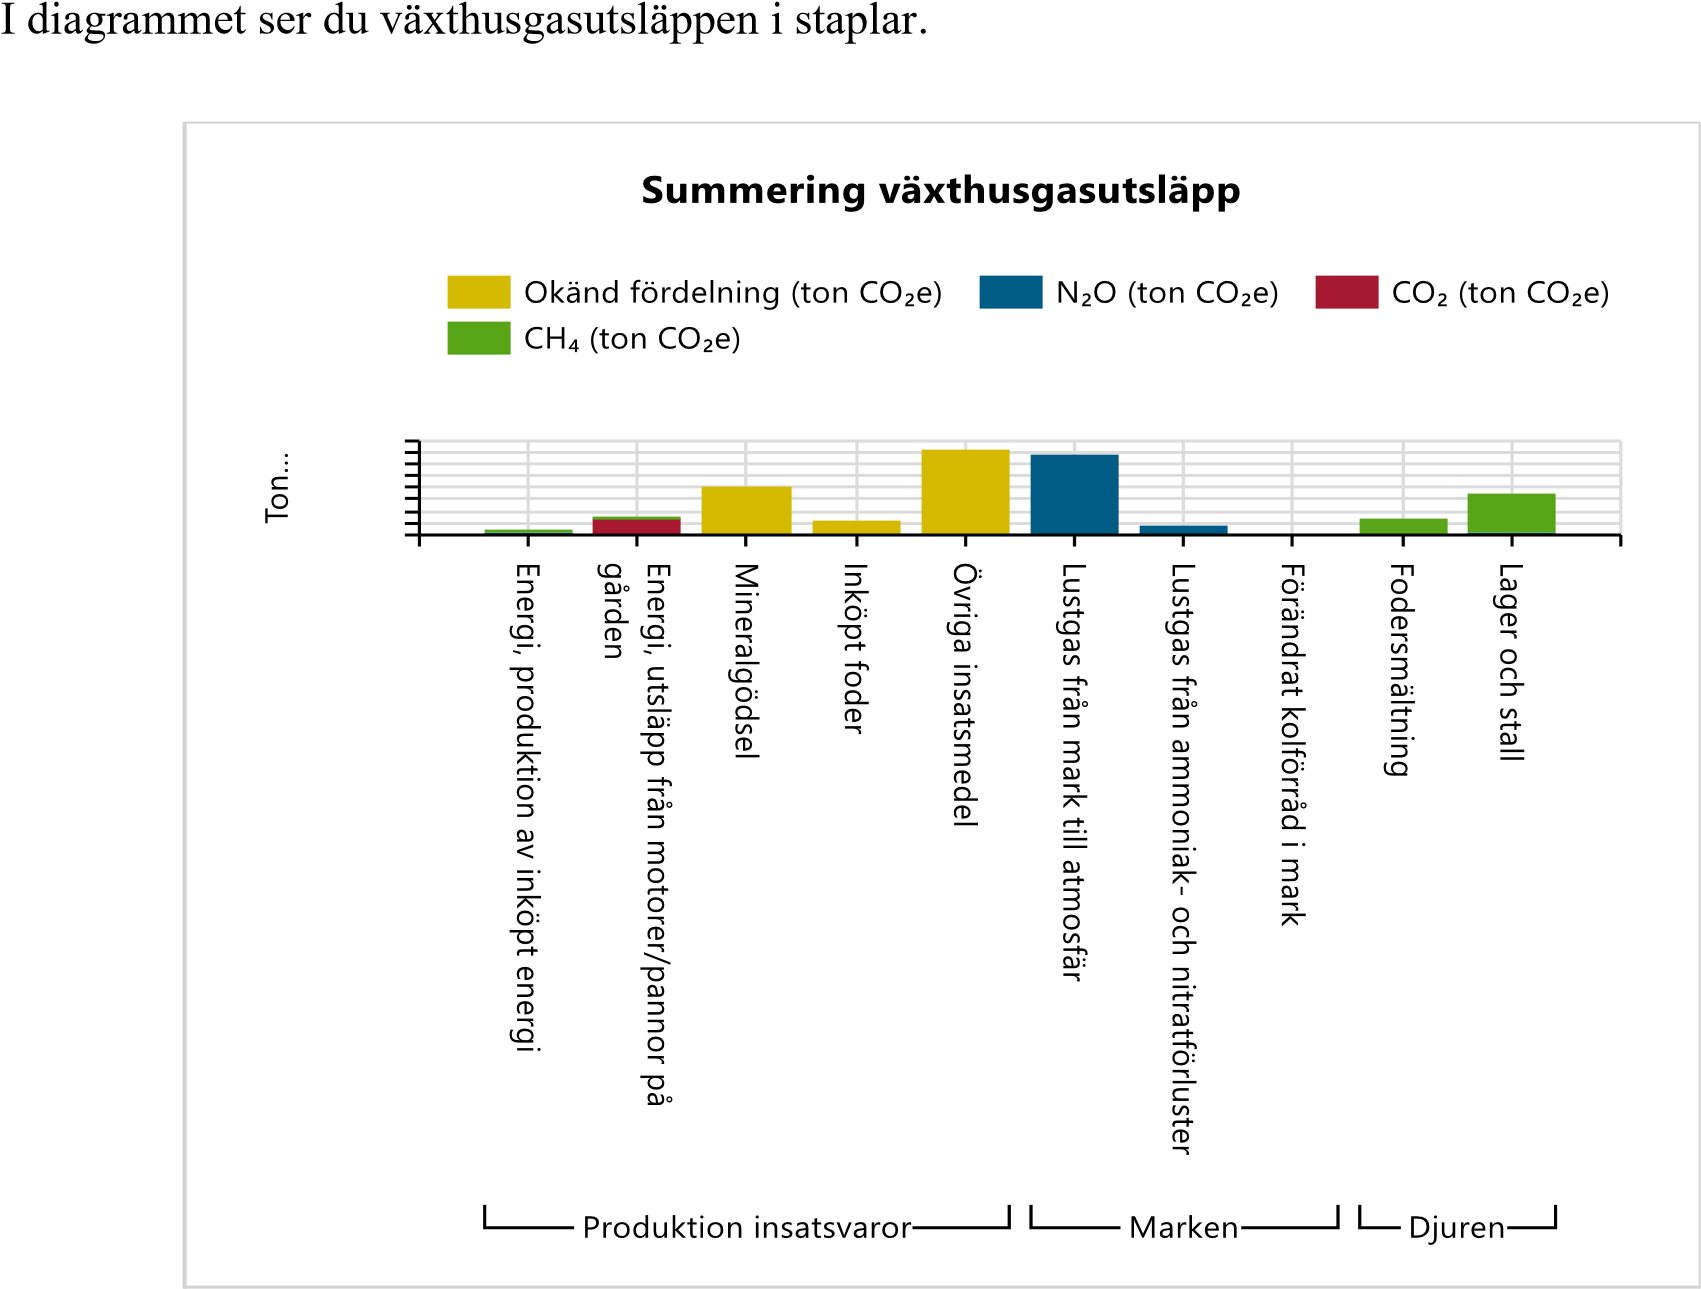 I diagrammet ser du växthusgasutsläppen i staplar.
Summering växthusgasutsläpp
Okänd fördelning (ton CO₂e)
N₂O (ton CO₂e)
CO₂ (ton CO₂e)
CH₄ (ton CO₂e)
Ton...
Energi, produktion av inköpt energi
Energi, utsläpp från motorer/pannor på
gården
Mineralgödsel
Inköpt foder
Övriga insatsmedel
Lustgas från mark till atmosfär
Lustgas från ammoniak- och nitratförluster
Förändrat kolförråd i mark
Fodersmältning
Lager och stall
Produktion insatsvaror
Marken
Djuren